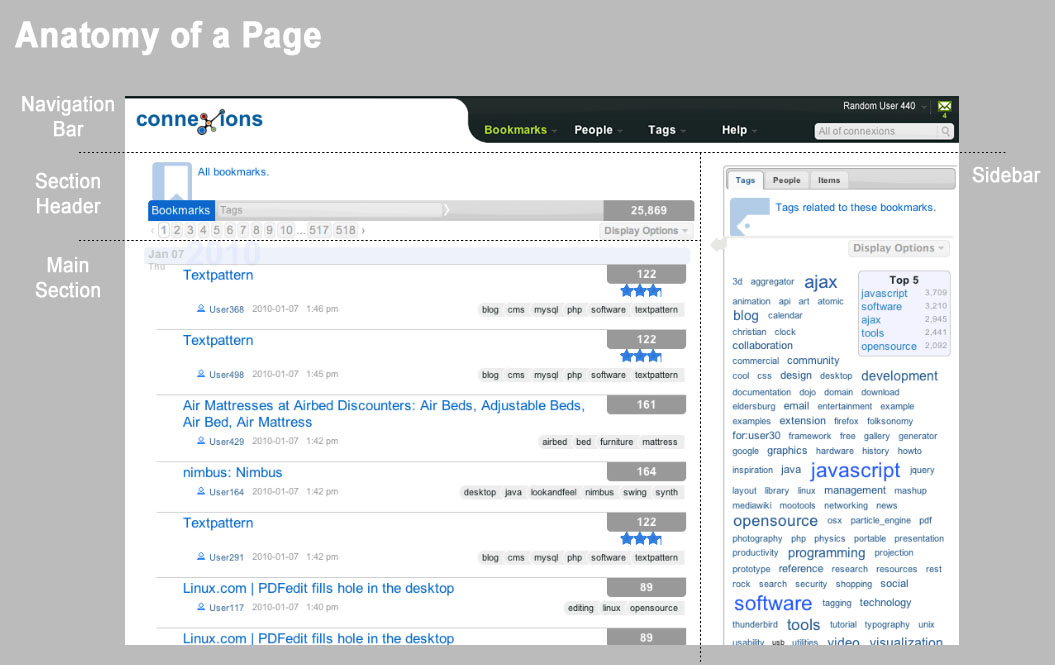 Anatomy of a Page
Navigation
Bar
connexions
Random User 440
4
Bookmarks People Tags Help
All of connexions
Section
Header
All bookmarks.
Bookmarks Tags 25,869
‹ 1 2 3 4 5 6 7 8 9 10 ... 517 518 ›
Display Options
Main
Section
Jan 07 2010
Thu
Textpattern 122
User368 2010-01-07 1:46 pm blog cms mysql php software textpattern
Textpattern 122
User498 2010-01-07 1:45 pm blog cms mysql php software textpattern
Air Mattresses at Airbed Discounters: Air Beds, Adjustable Beds, 161
Air Bed, Air Mattress
User429 2010-01-07 1:42 pm airbed bed furniture mattress
nimbus: Nimbus 164
User164 2010-01-07 1:42 pm desktop java lookandfeel nimbus swing synth
Textpattern 122
User291 2010-01-07 1:42 pm blog cms mysql php software textpattern
Linux.com | PDFedit fills hole in the desktop 89
User117 2010-01-07 1:40 pm editing linux opensource
Linux.com | PDFedit fills hole in the desktop 89
Sidebar
Tags People Items
Tags related to these bookmarks.
Display Options
Top 5
javascript 3,709
software 3,210
ajax 2,945
tools 2,441
opensource 2,092
3d aggregator ajax
animation api art atomic
blog calendar
christian clock
collaboration
commercial community
cool css design desktop development
documentation dojo domain download
eldersburg email entertainment example
examples extension firefox folksonomy
for:user30 framework free gallery generator
google graphics hardware history howto
inspiration java javascript jquery
layout library linux management mashup
mediawiki mootools networking news
opensource osx particle_engine pdf
photography php physics portable presentation
productivity programming projection
prototype reference research resources rest
rock search security shopping social
software tagging technology
thunderbird tools tutorial typography unix
usability usb utilities video visualization